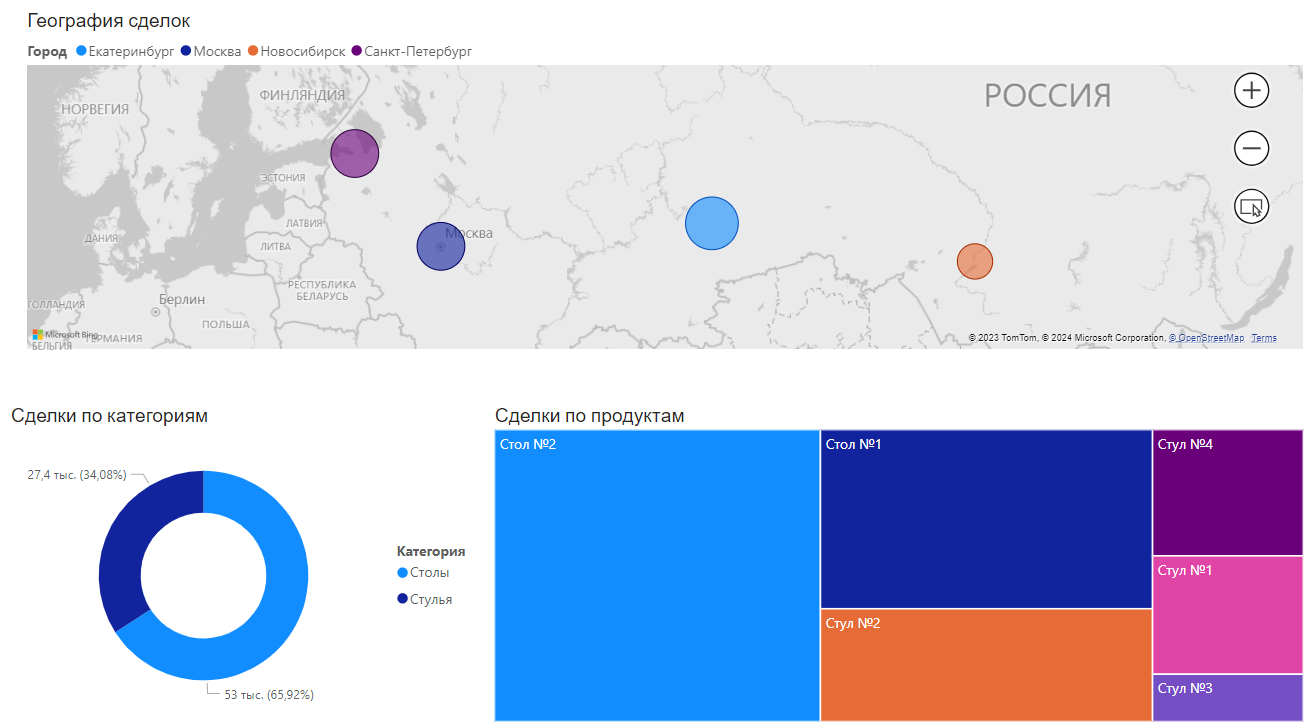 География сделок
Город Екатеринбург Москва Новосибирск Санкт-Петербург
РОССИЯ
ФИНЛЯНДИЯ
НОРВЕГИЯ
ЭСТОНИЯ
ЛАТВИЯ
Москва
ДАНИЯ
ЛИТВА
РЕСПУБЛИКА
БЕЛАРУСЬ
Берлин
ГОЛЛАНДИЯ
ПОЛЬША
Microsoft Bing
ГЕРМАНИЯ
© 2023 TomTom, © 2024 Microsoft Corporation, © OpenStreetMap Terms
БЕЛЬГИЯ
Сделки по категориям
27,4 тыс. (34,08%)
53 тыс. (65,92%)
Категория
Столы
Стулья
Сделки по продуктам
Стол №2
Стол №1
Стул №4
Стул №1
Стул №2
Стул №3